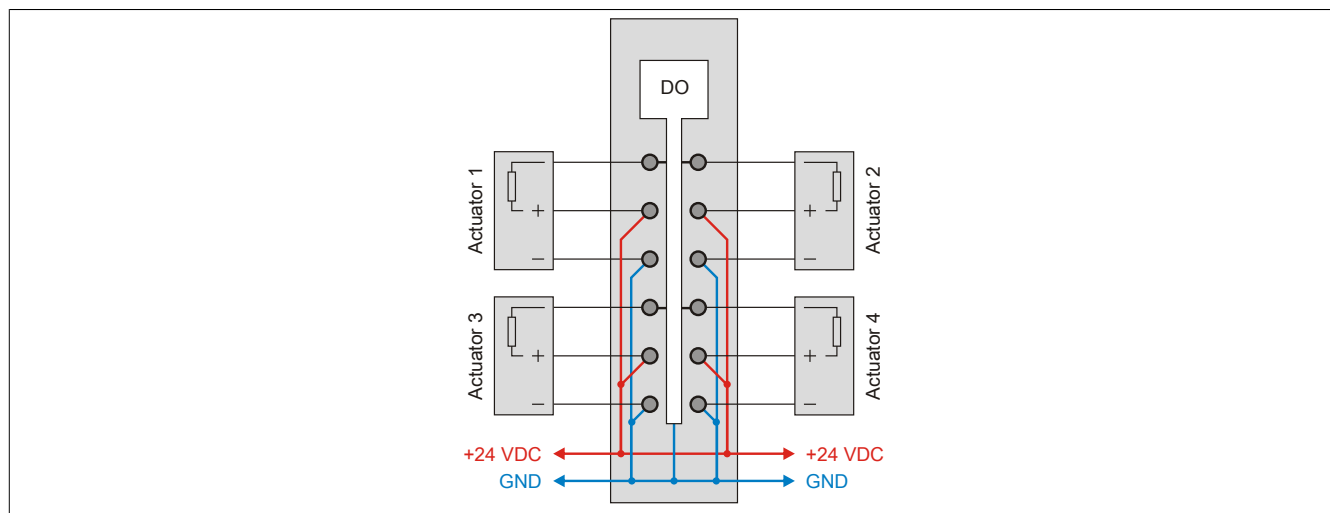 DO
Actuator 1
+
−
Actuator 2
+
−
Actuator 3
+
−
Actuator 4
+
−
+24 VDC
+24 VDC
GND
GND